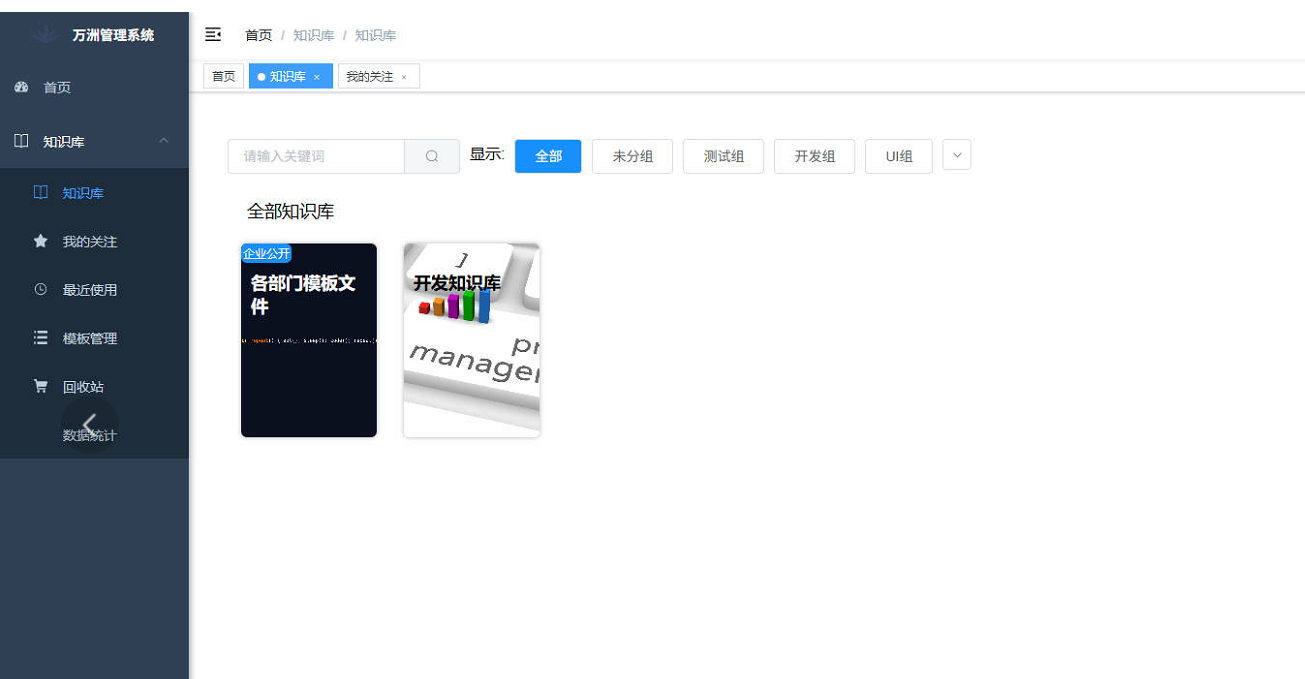 万洲管理系统
首页 / 知识库 / 知识库
首页
知识库 ×
我的关注 ×
首页
知识库
知识库
我的关注
最近使用
模板管理
回收站
数据统计
请输入关键词
显示:
全部
未分组
测试组
开发组
UI组
全部知识库
企业公开
各部门模板文
件
开发知识库